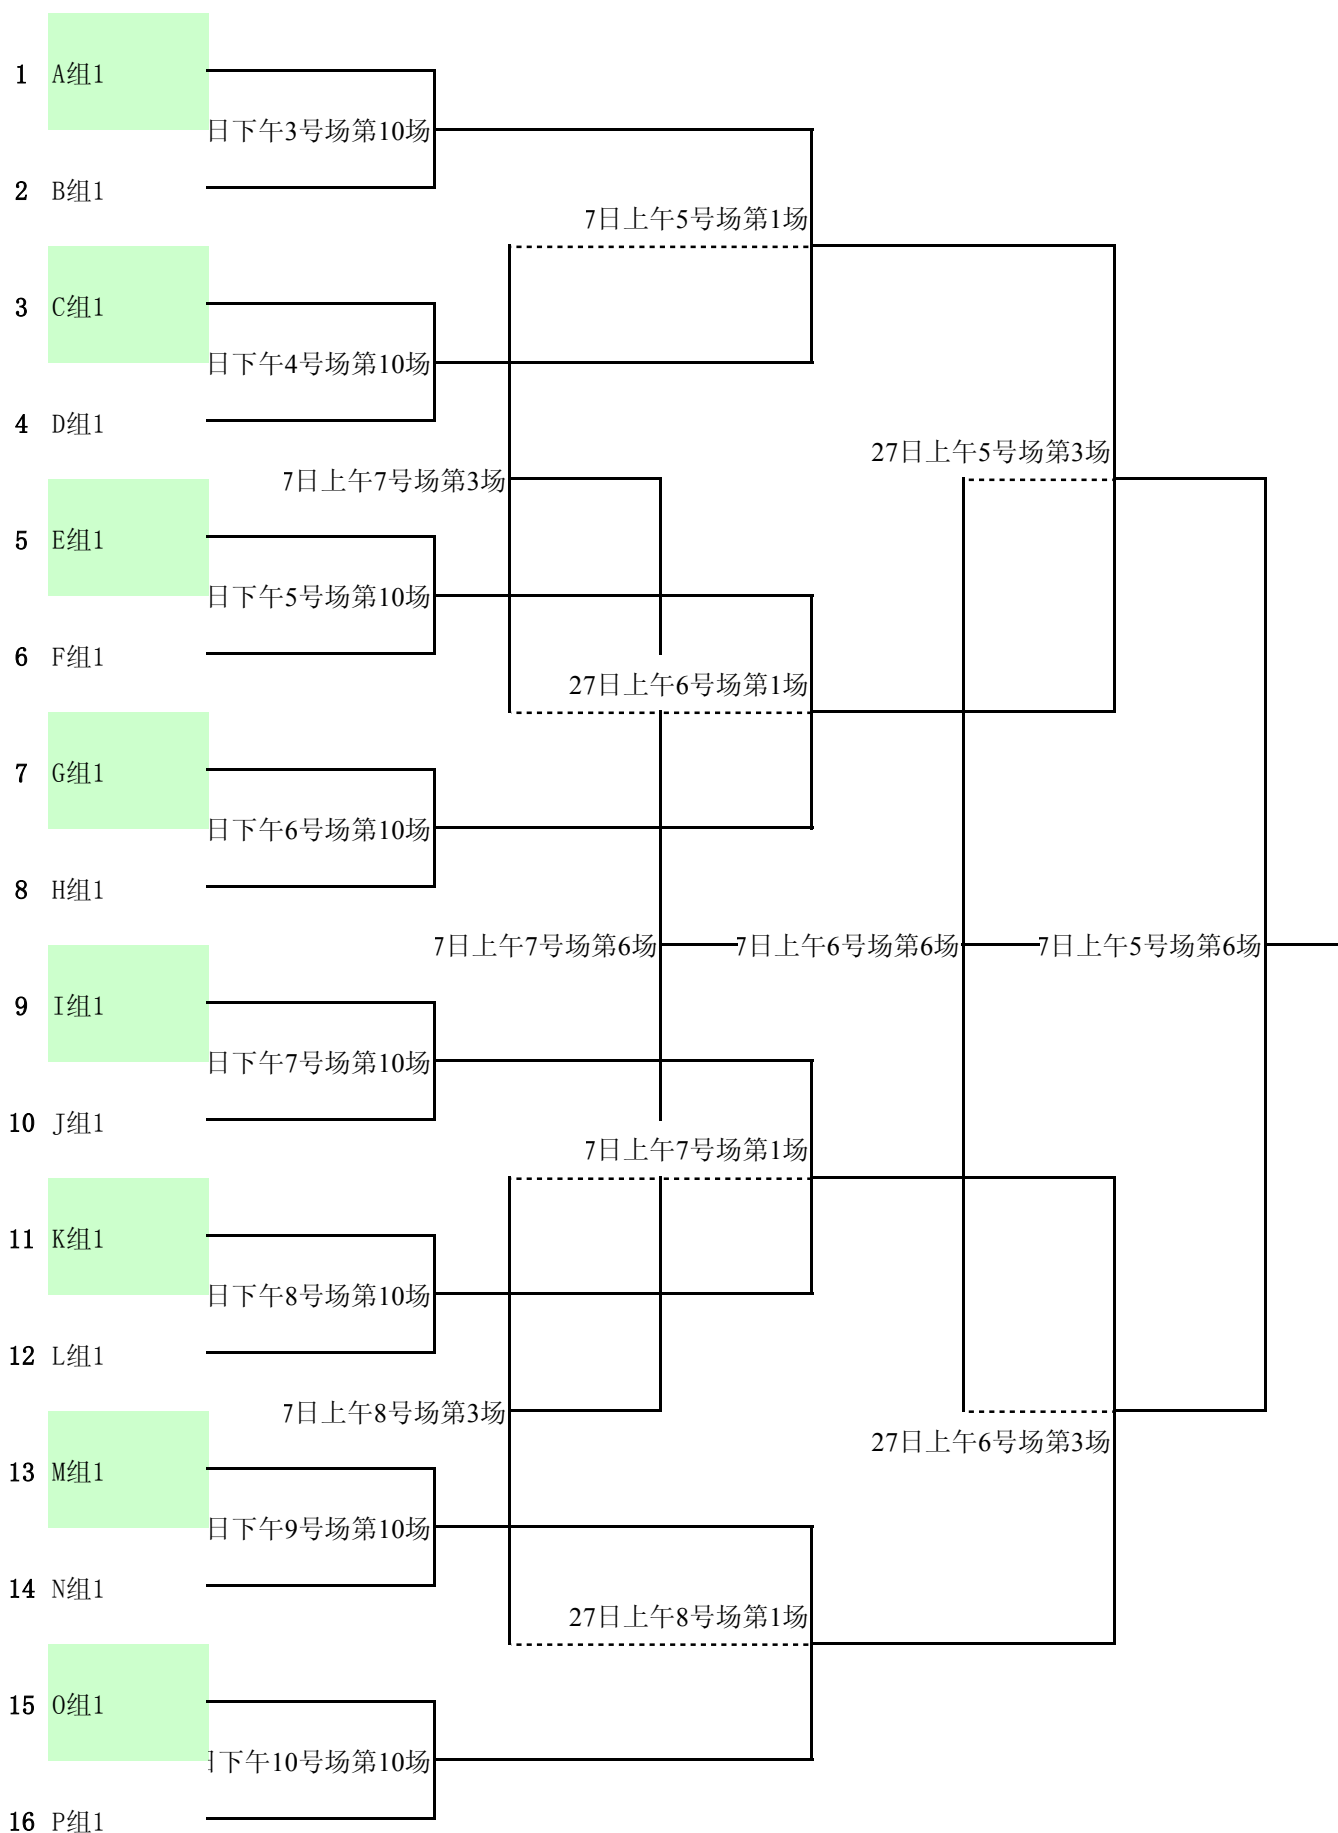 1 A组1
日下午3号场第10场
2 B组1
7日上午5号场第1场
3 C组1
日下午4号场第10场
4 D组1
27日上午5号场第3场
7日上午7号场第3场
5 E组1
日下午5号场第10场
6 F组1
27日上午6号场第1场
7 G组1
日下午6号场第10场
8 H组1
7日上午7号场第6场 7日上午6号场第6场 7日上午5号场第6场
9 I组1
日下午7号场第10场
10 J组1
7日上午7号场第1场
11 K组1
日下午8号场第10场
12 L组1
7日上午8号场第3场
27日上午6号场第3场
13 M组1
日下午9号场第10场
14 N组1
27日上午8号场第1场
15 O组1
日下午10号场第10场
16 P组1